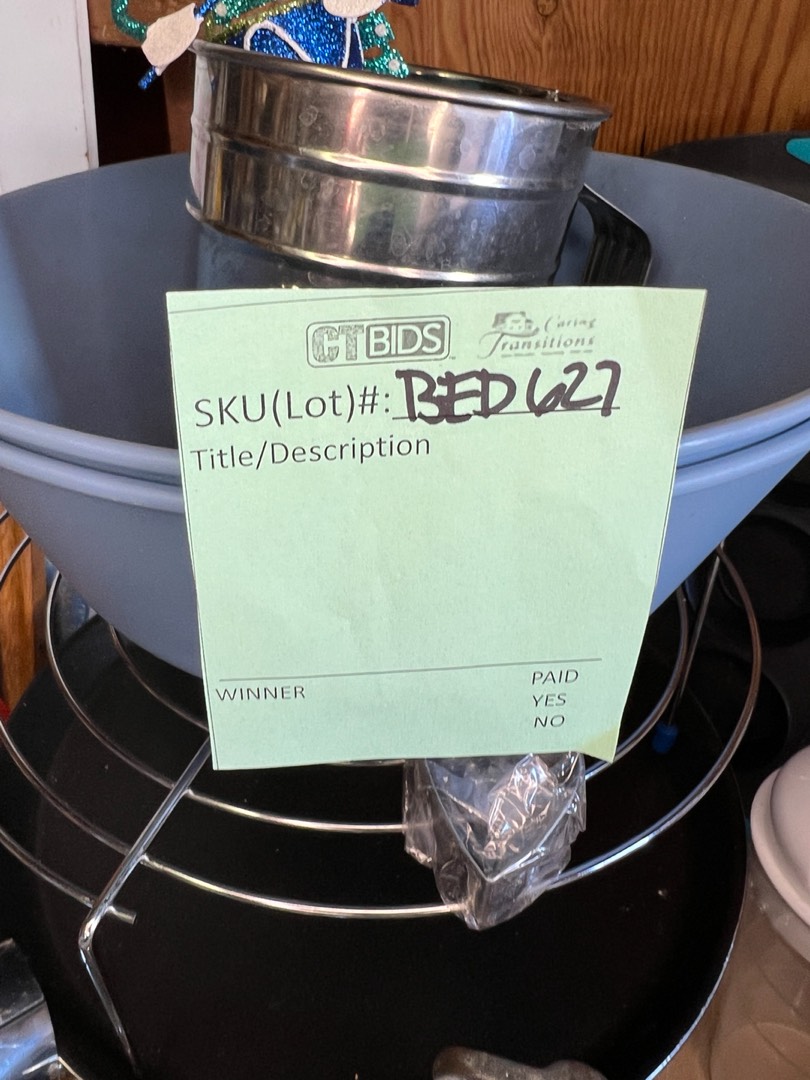 CTBIDS
Caring
Transitions
SKU(Lot)#: BED627
Title/Description
WINNER
PAID
YES
NO